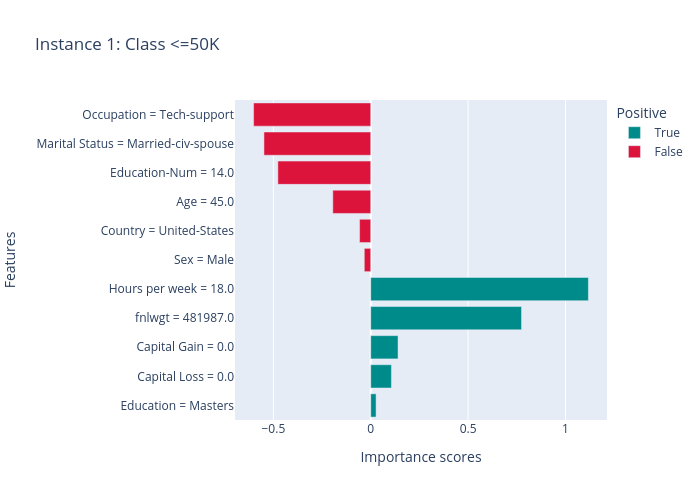 Instance 1: Class <=50K
Positive
True
False
Occupation = Tech-support
Marital Status = Married-civ-spouse
Education-Num = 14.0
Age = 45.0
Country = United-States
Sex = Male
Hours per week = 18.0
fnlwgt = 481987.0
Capital Gain = 0.0
Capital Loss = 0.0
Education = Masters
Features
−0.5
0
0.5
1
Importance scores